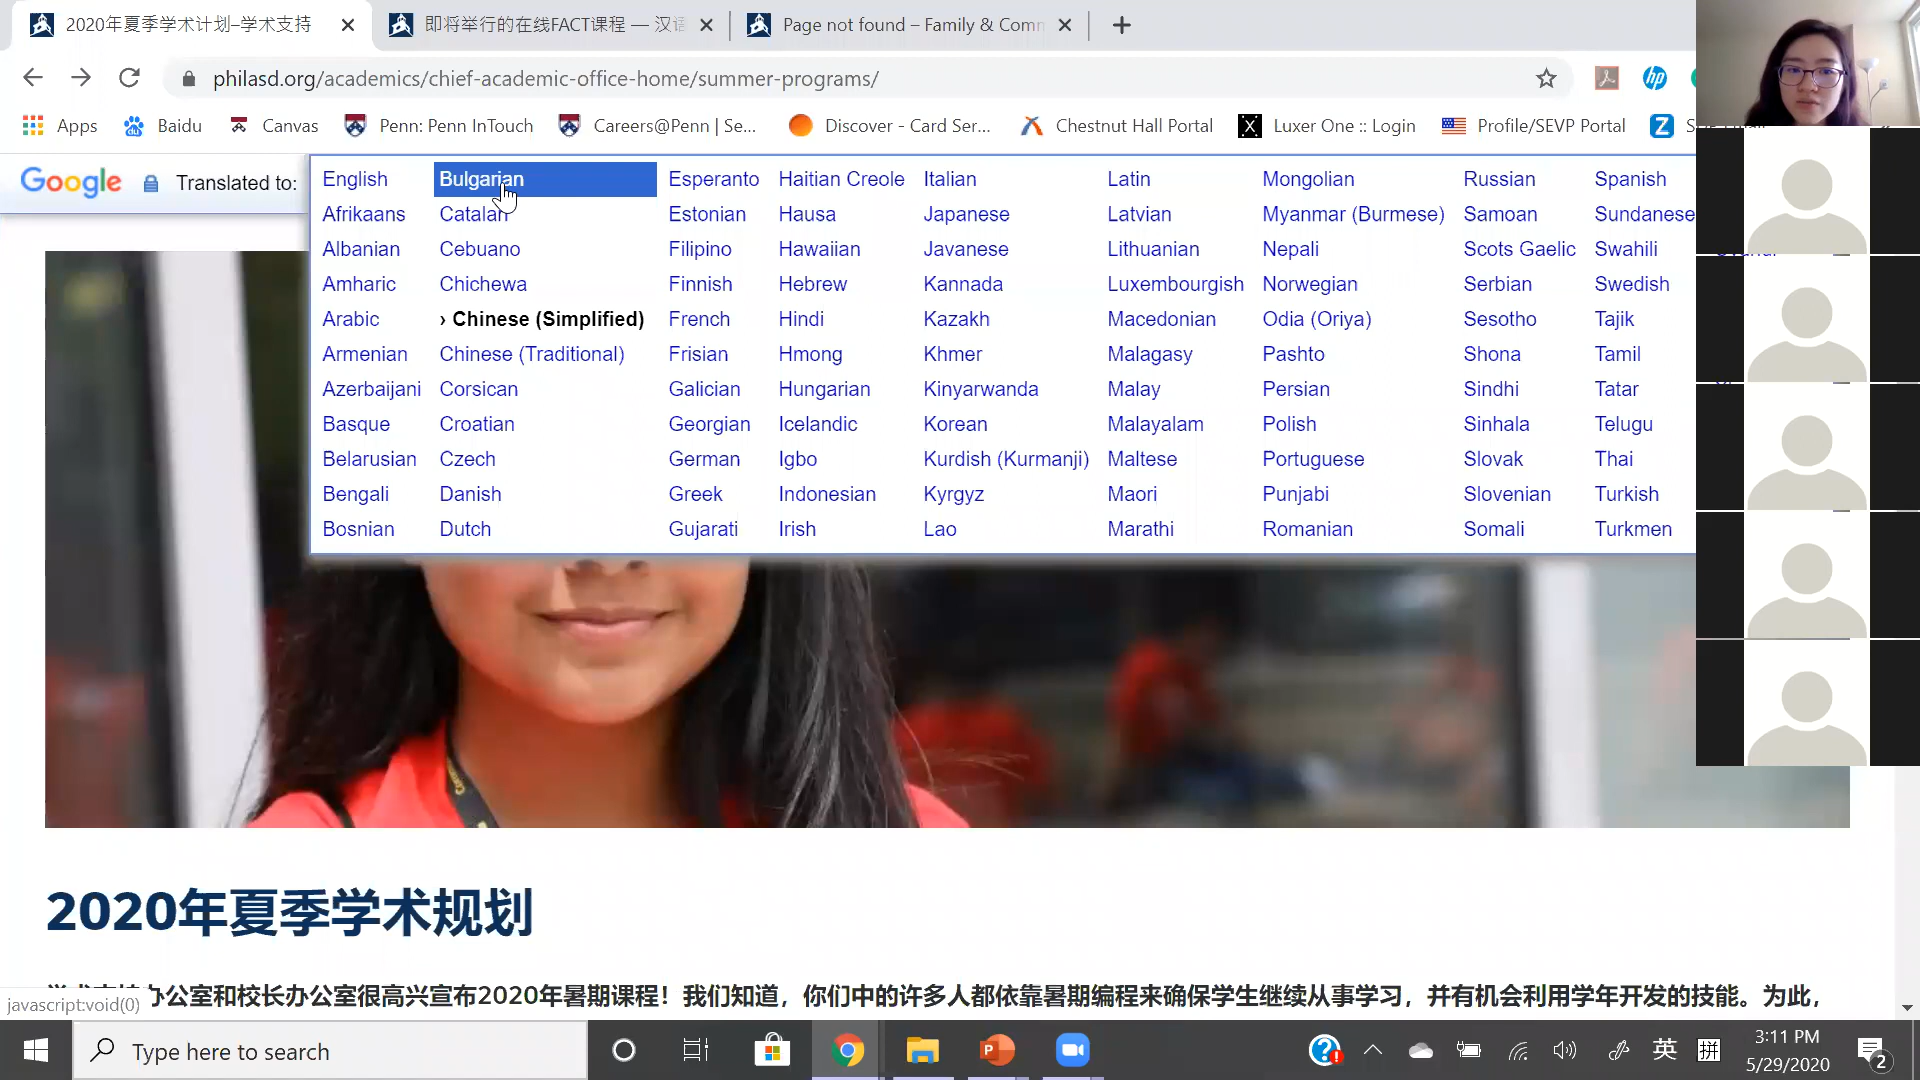 2020年夏季学术计划–学术支持
即将举行的在线FACT课程 — 汉语
Page not found – Family & Comm
philasd.org/academics/chief-academic-office-home/summer-programs/
Apps Baidu Canvas Penn: Penn InTouch Careers@Penn | Se... Discover - Card Ser... Chestnut Hall Portal Luxer One :: Login Profile/SEVP Portal
Google Translated to:
English Bulgarian Esperanto Haitian Creole Italian Latin Mongolian Russian Spanish
Afrikaans Catalan Estonian Hausa Japanese Latvian Myanmar (Burmese) Samoan Sundanese
Albanian Cebuano Filipino Hawaiian Javanese Lithuanian Nepali Scots Gaelic Swahili
Amharic Chichewa Finnish Hebrew Kannada Luxembourgish Norwegian Serbian Swedish
Arabic › Chinese (Simplified) French Hindi Kazakh Macedonian Odia (Oriya) Sesotho Tajik
Armenian Chinese (Traditional) Frisian Hmong Khmer Malagasy Pashto Shona Tamil
Azerbaijani Corsican Galician Hungarian Kinyarwanda Malay Persian Sindhi Tatar
Basque Croatian Georgian Icelandic Korean Malayalam Polish Sinhala Telugu
Belarusian Czech German Igbo Kurdish (Kurmanji) Maltese Portuguese Slovak Thai
Bengali Danish Greek Indonesian Kyrgyz Maori Punjabi Slovenian Turkish
Bosnian Dutch Gujarati Irish Lao Marathi Romanian Somali Turkmen
2020年夏季学术规划
办公室和校长办公室很高兴宣布2020年暑期课程！我们知道，你们中的许多人都依靠暑期编程来确保学生继续从事学习，并有机会利用学年开发的技能。为此，
javascript:void(0)
Type here to search
英 拼
3:11 PM
5/29/2020
2